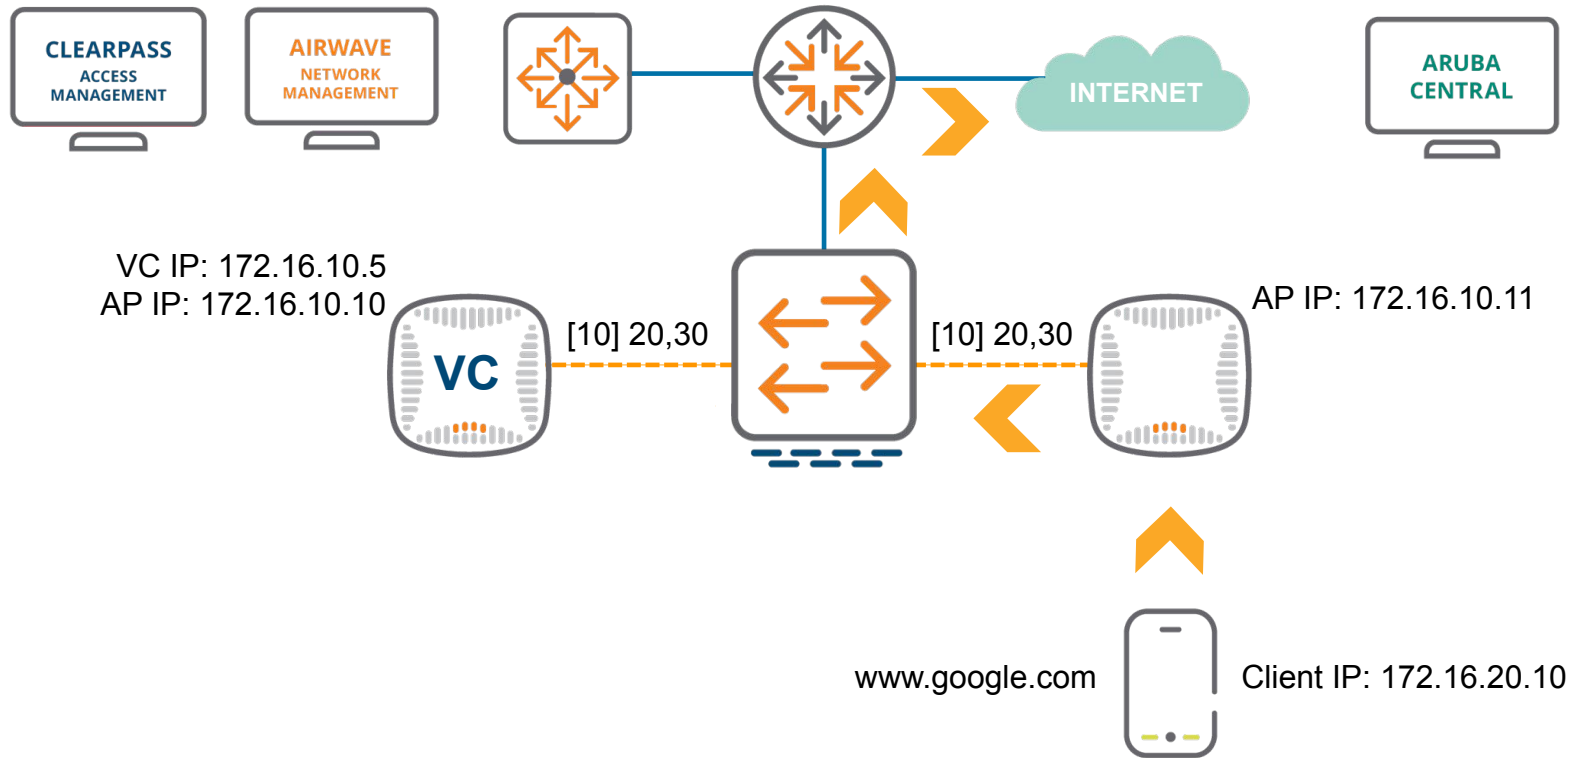 CLEARPASS
ACCESS
MANAGEMENT
AIRWAVE
NETWORK
MANAGEMENT
INTERNET
ARUBA
CENTRAL
VC IP: 172.16.10.5
AP IP: 172.16.10.10
VC
[10] 20,30
[10] 20,30
AP IP: 172.16.10.11
www.google.com
Client IP: 172.16.20.10